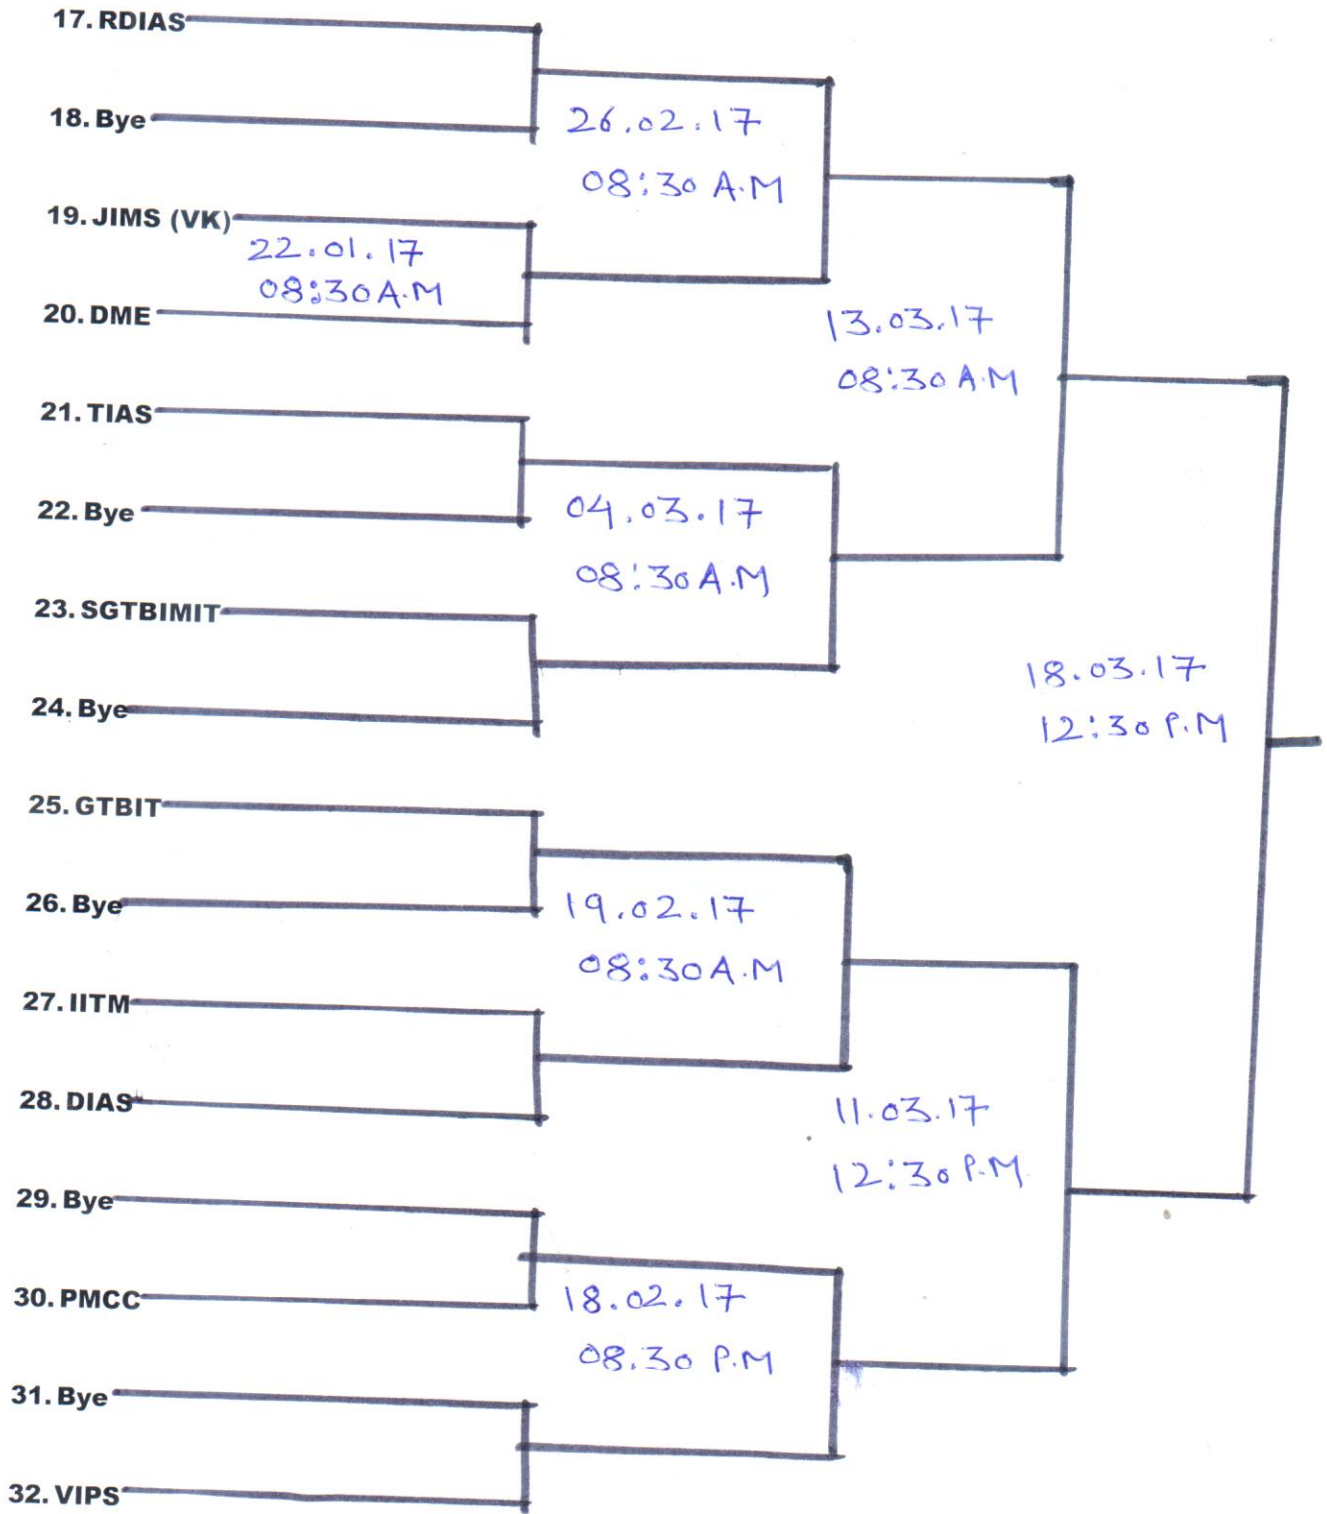 17. RDIAS
18. Bye
26.02.17
08:30 A.M
19. JIMS (VK)
22.01.17
08:30 A.M
20. DME
13.03.17
08:30 A.M
21. TIAS
22. Bye
04.03.17
08:30 A.M
23. SGTBIMIT
18.03.17
24. Bye
12:30 P.M
25. GTBIT
26. Bye
19.02.17
08:30 A.M
27. IITM
28. DIAS
11.03.17
12:30 P.M
29. Bye
30. PMCC
18.02.17
08.30 P.M
31. Bye
32. VIPS